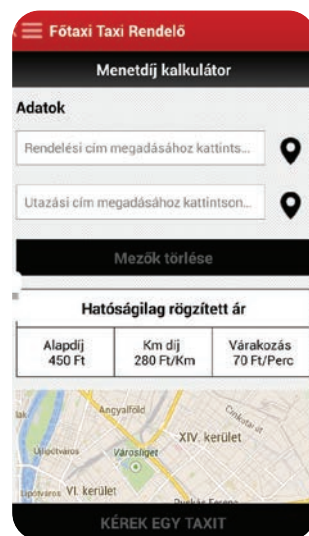 Főtaxi Taxi Rendelő
Menetdíj kalkulátor
Adatok
Rendelési cím megadásához kattints...
Utazási cím megadásához kattintson...
Mezők törlése
Hatóságilag rögzített ár
Alapdíj
450 Ft
Km díj
280 Ft/Km
Várakozás
70 Ft/Perc
Angyalföld
Újlipótváros
Városliget
XIV. kerület
Lipótváros
VI. kerület
KÉREK EGY TAXIT